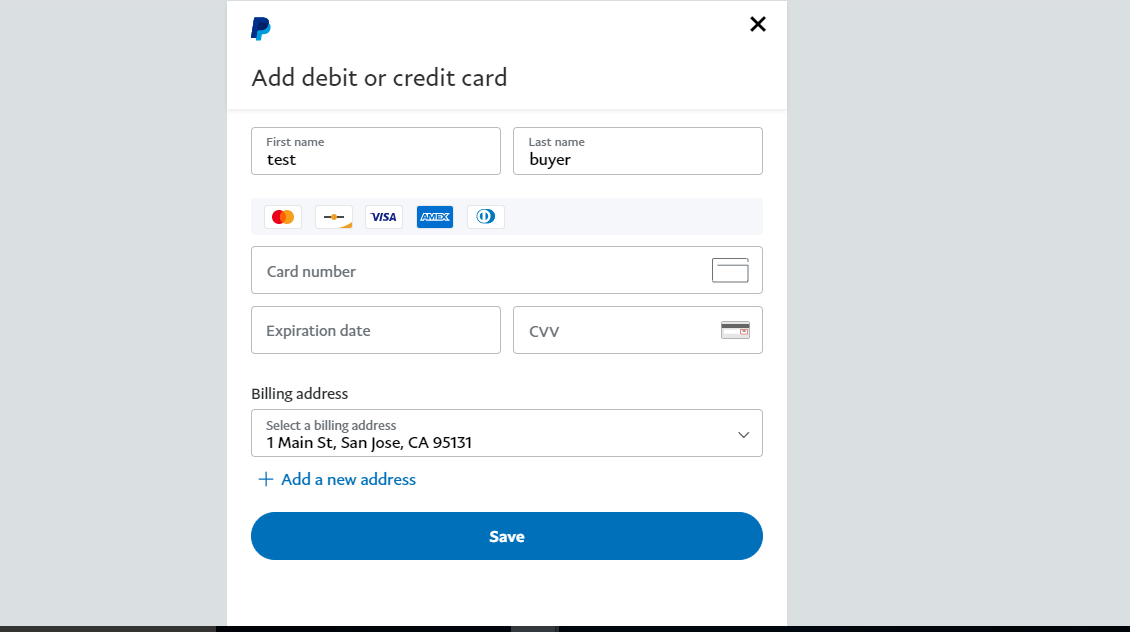 Add debit or credit card
First name Last name
test buyer
VISA AMEX
Card number
Expiration date CVV
Billing address
Select a billing address
1 Main St, San Jose, CA 95131
+ Add a new address
Save